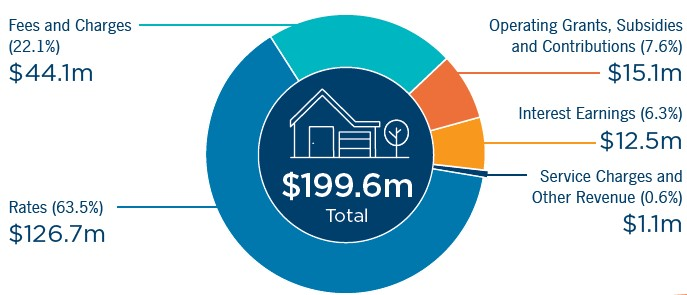 Fees and Charges
(22.1%)
$44.1m
Operating Grants, Subsidies
and Contributions (7.6%)
$15.1m
Interest Earnings (6.3%)
$12.5m
Service Charges and
Other Revenue (0.6%)
$1.1m
$199.6m
Total
Rates (63.5%)
$126.7m